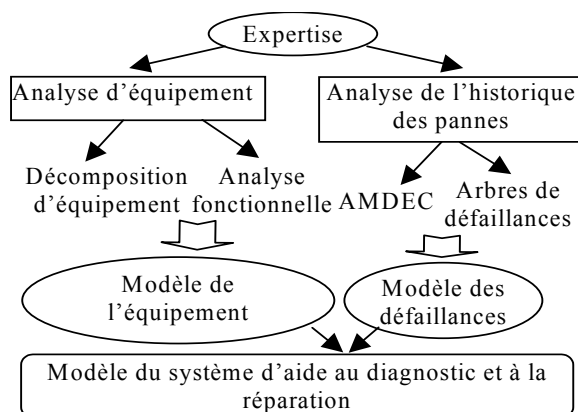 Expertise
Analyse d'équipement
Analyse de l'historique
des pannes
Décomposition
d'équipement
Analyse
fonctionnelle
AMDEC
Arbres de
défaillances
Modèle de
l'équipement
Modèle des
défaillances
Modèle du système d'aide au diagnostic et à la
réparation